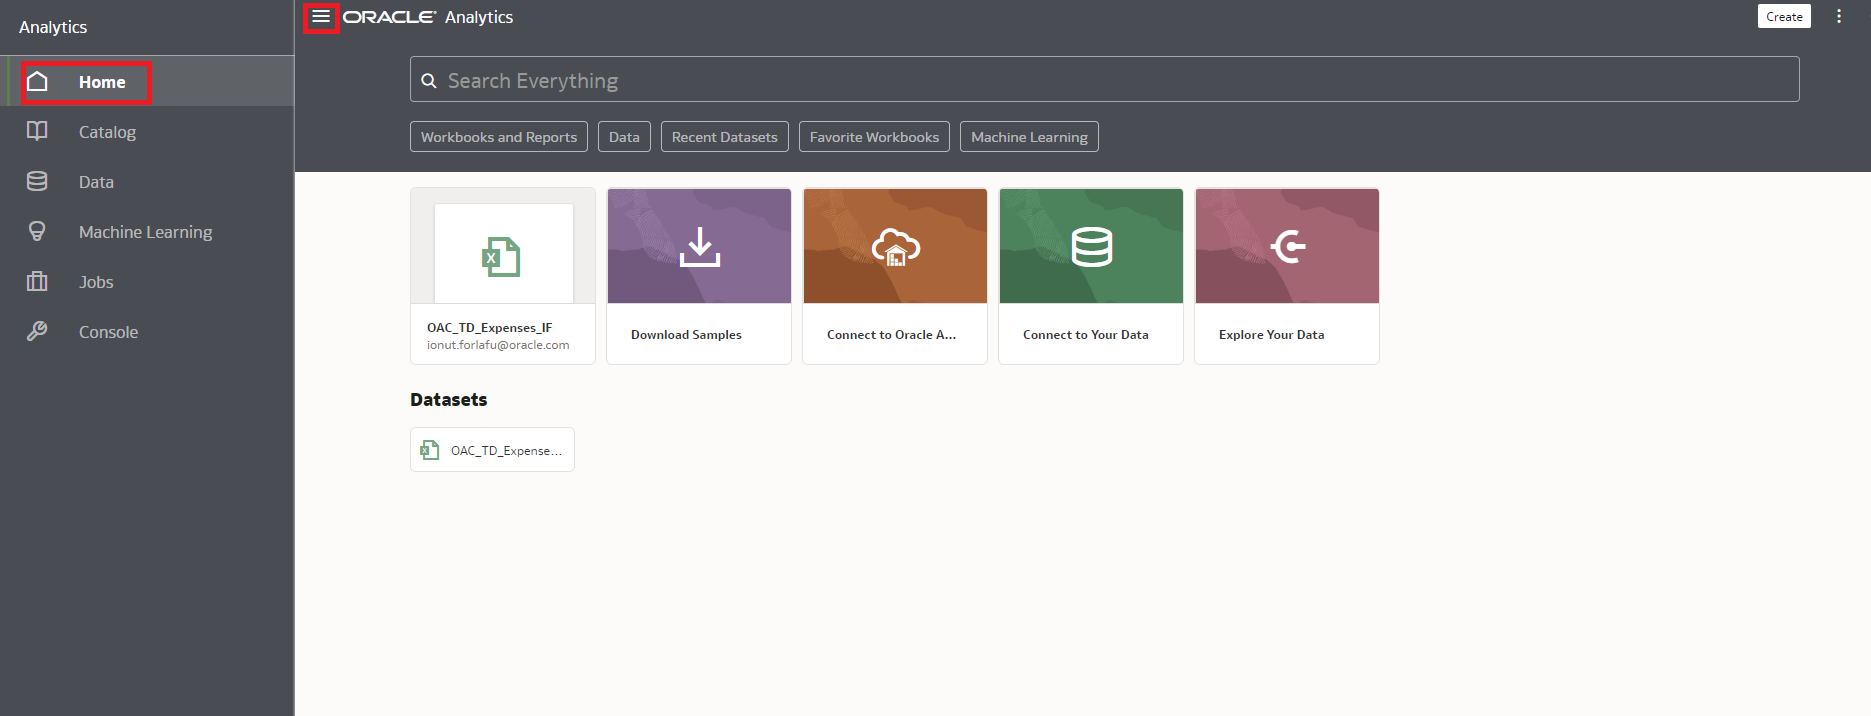 Analytics
Home
Catalog
Data
Machine Learning
Jobs
Console
ORACLE Analytics
Create
Search Everything
Workbooks and Reports
Data
Recent Datasets
Favorite Workbooks
Machine Learning
X
OAC_TD_Expenses_IF
ionut.forlafu@oracle.com
Download Samples
Connect to Oracle A...
Connect to Your Data
Explore Your Data
Datasets
X
OAC_TD_Expense...